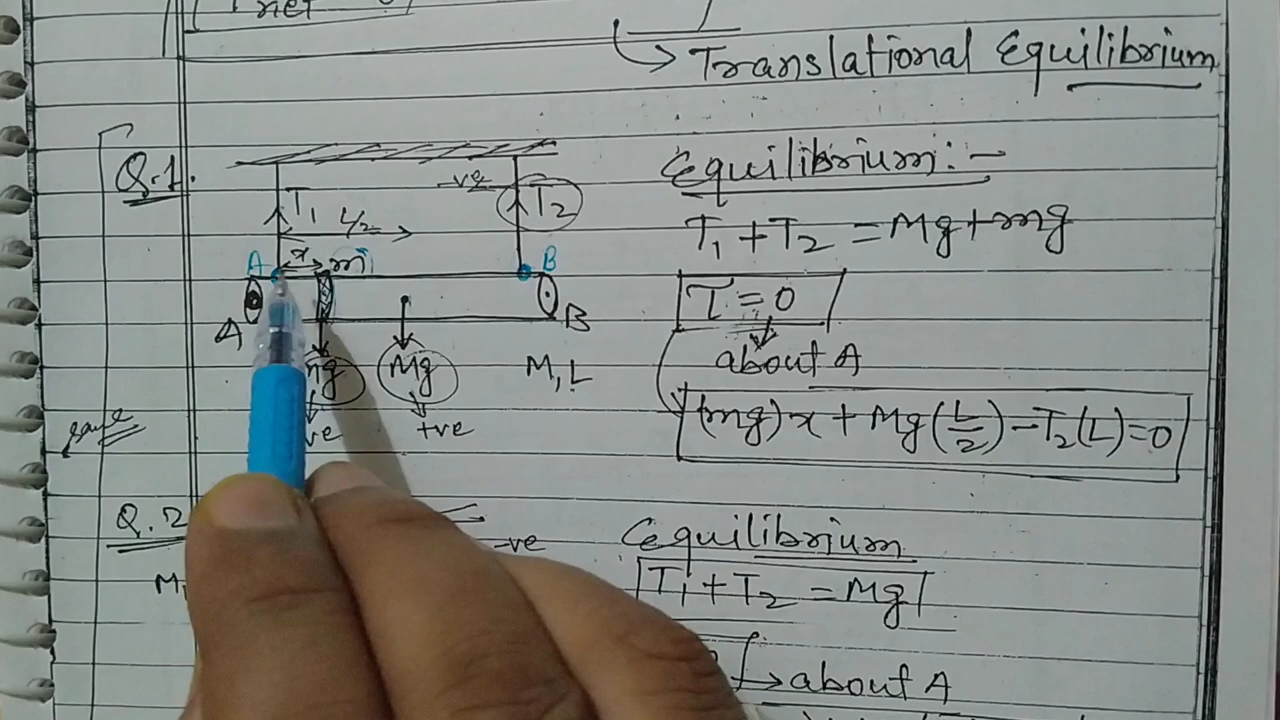 Translational Equilibrium
Q.1.
Equilibrium:-
-ve
T1
T2
L/2
T1+T2 = Mg+mg
A
x
m
B
τ = 0
A
B
mg
Mg
M, L
about A
(mg)x + Mg(L/2) - T2(L) = 0
ve
+ve
Q.2
-ve
Equilibrium
M,
T1+T2 = Mg
about A